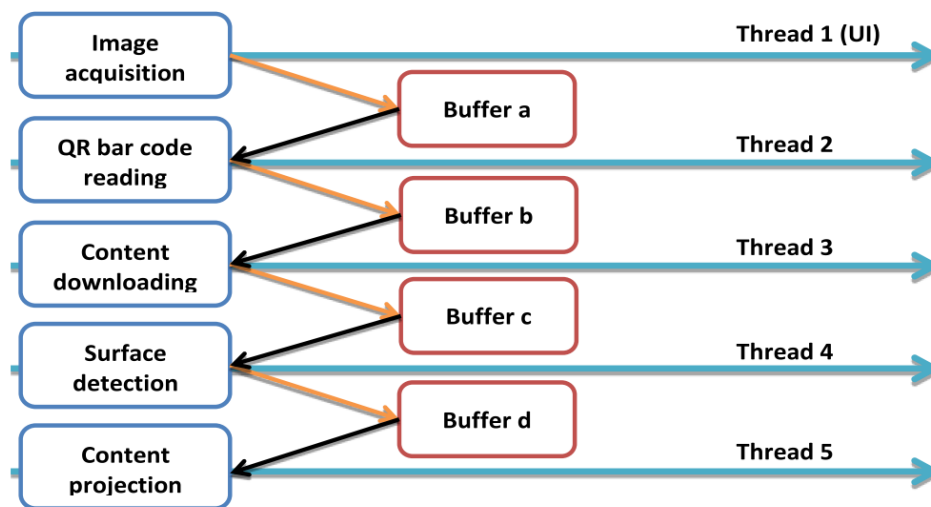 Image
acquisition
Thread 1 (UI)
Buffer a
QR bar code
reading
Thread 2
Buffer b
Content
downloading
Thread 3
Buffer c
Surface
detection
Thread 4
Buffer d
Content
projection
Thread 5